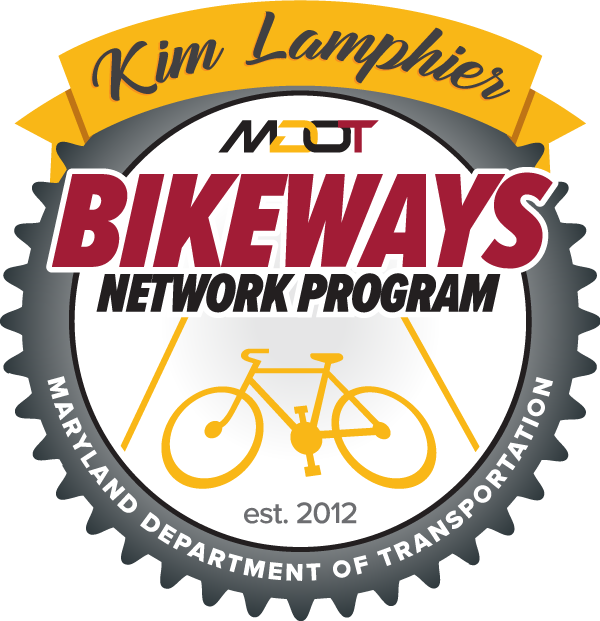 Kim Lamphier
MDOT
BIKEWAYS
NETWORK PROGRAM
est. 2012
MARYLAND DEPARTMENT OF TRANSPORTATION